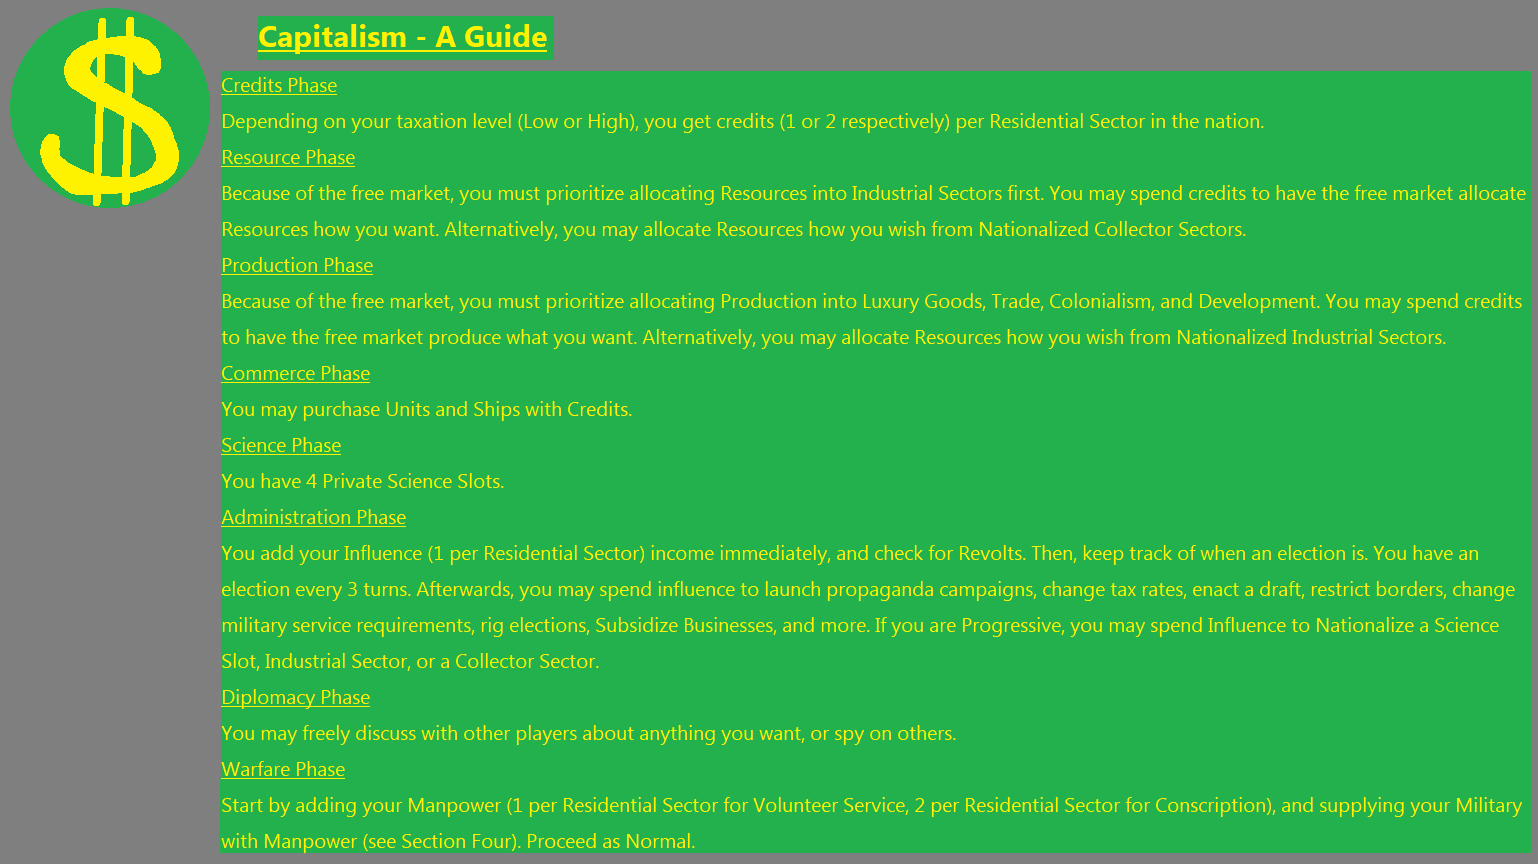 Capitalism - A Guide
Credits Phase
Depending on your taxation level (Low or High), you get credits (1 or 2 respectively) per Residential Sector in the nation.
Resource Phase
Because of the free market, you must prioritize allocating Resources into Industrial Sectors first. You may spend credits to have the free market allocate
Resources how you want. Alternatively, you may allocate Resources how you wish from Nationalized Collector Sectors.
Production Phase
Because of the free market, you must prioritize allocating Production into Luxury Goods, Trade, Colonialism, and Development. You may spend credits
to have the free market produce what you want. Alternatively, you may allocate Resources how you wish from Nationalized Industrial Sectors.
Commerce Phase
You may purchase Units and Ships with Credits.
Science Phase
You have 4 Private Science Slots.
Administration Phase
You add your Influence (1 per Residential Sector) income immediately, and check for Revolts. Then, keep track of when an election is. You have an
election every 3 turns. Afterwards, you may spend influence to launch propaganda campaigns, change tax rates, enact a draft, restrict borders, change
military service requirements, rig elections, Subsidize Businesses, and more. If you are Progressive, you may spend Influence to Nationalize a Science
Slot, Industrial Sector, or a Collector Sector.
Diplomacy Phase
You may freely discuss with other players about anything you want, or spy on others.
Warfare Phase
Start by adding your Manpower (1 per Residential Sector for Volunteer Service, 2 per Residential Sector for Conscription), and supplying your Military
with Manpower (see Section Four). Proceed as Normal.